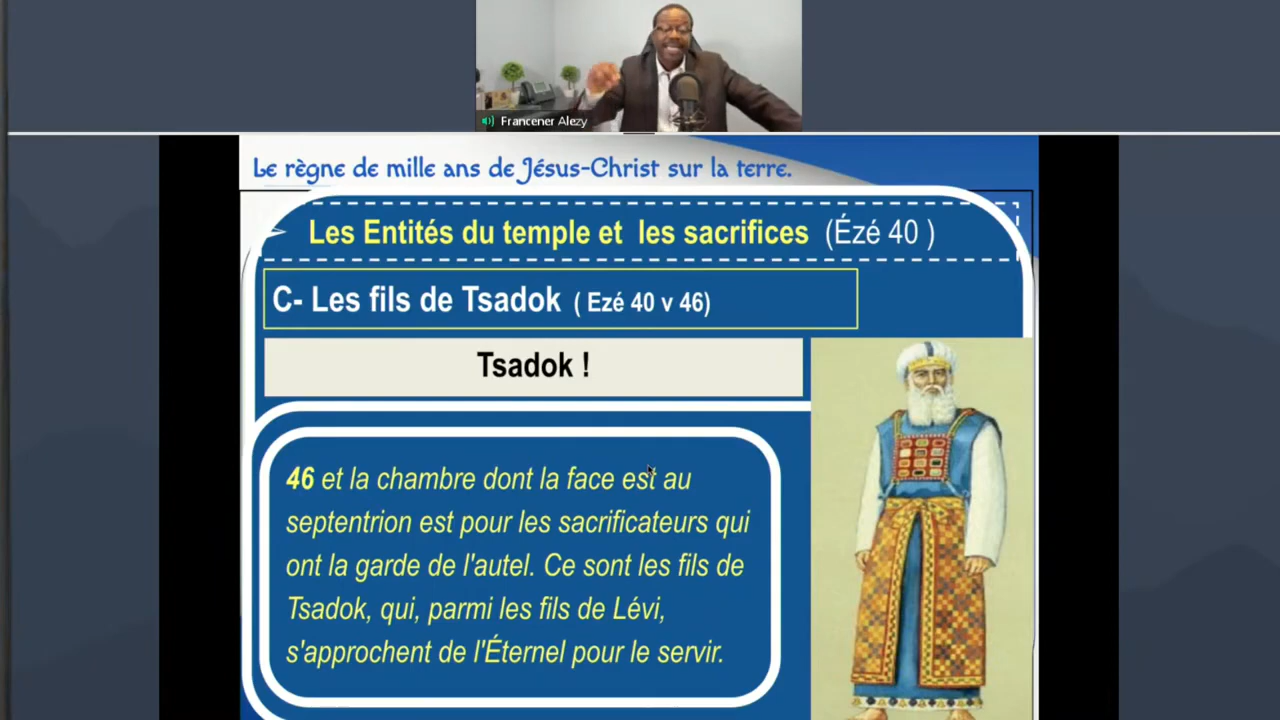 Francener Alezy
Le règne de mille ans de Jésus-Christ sur la terre.
Les Entités du temple et les sacrifices (Ézé 40 )
C- Les fils de Tsadok ( Ezé 40 v 46)
Tsadok !
46 et la chambre dont la face est au
septentrion est pour les sacrificateurs qui
ont la garde de l'autel. Ce sont les fils de
Tsadok, qui, parmi les fils de Lévi,
s'approchent de l'Éternel pour le servir.